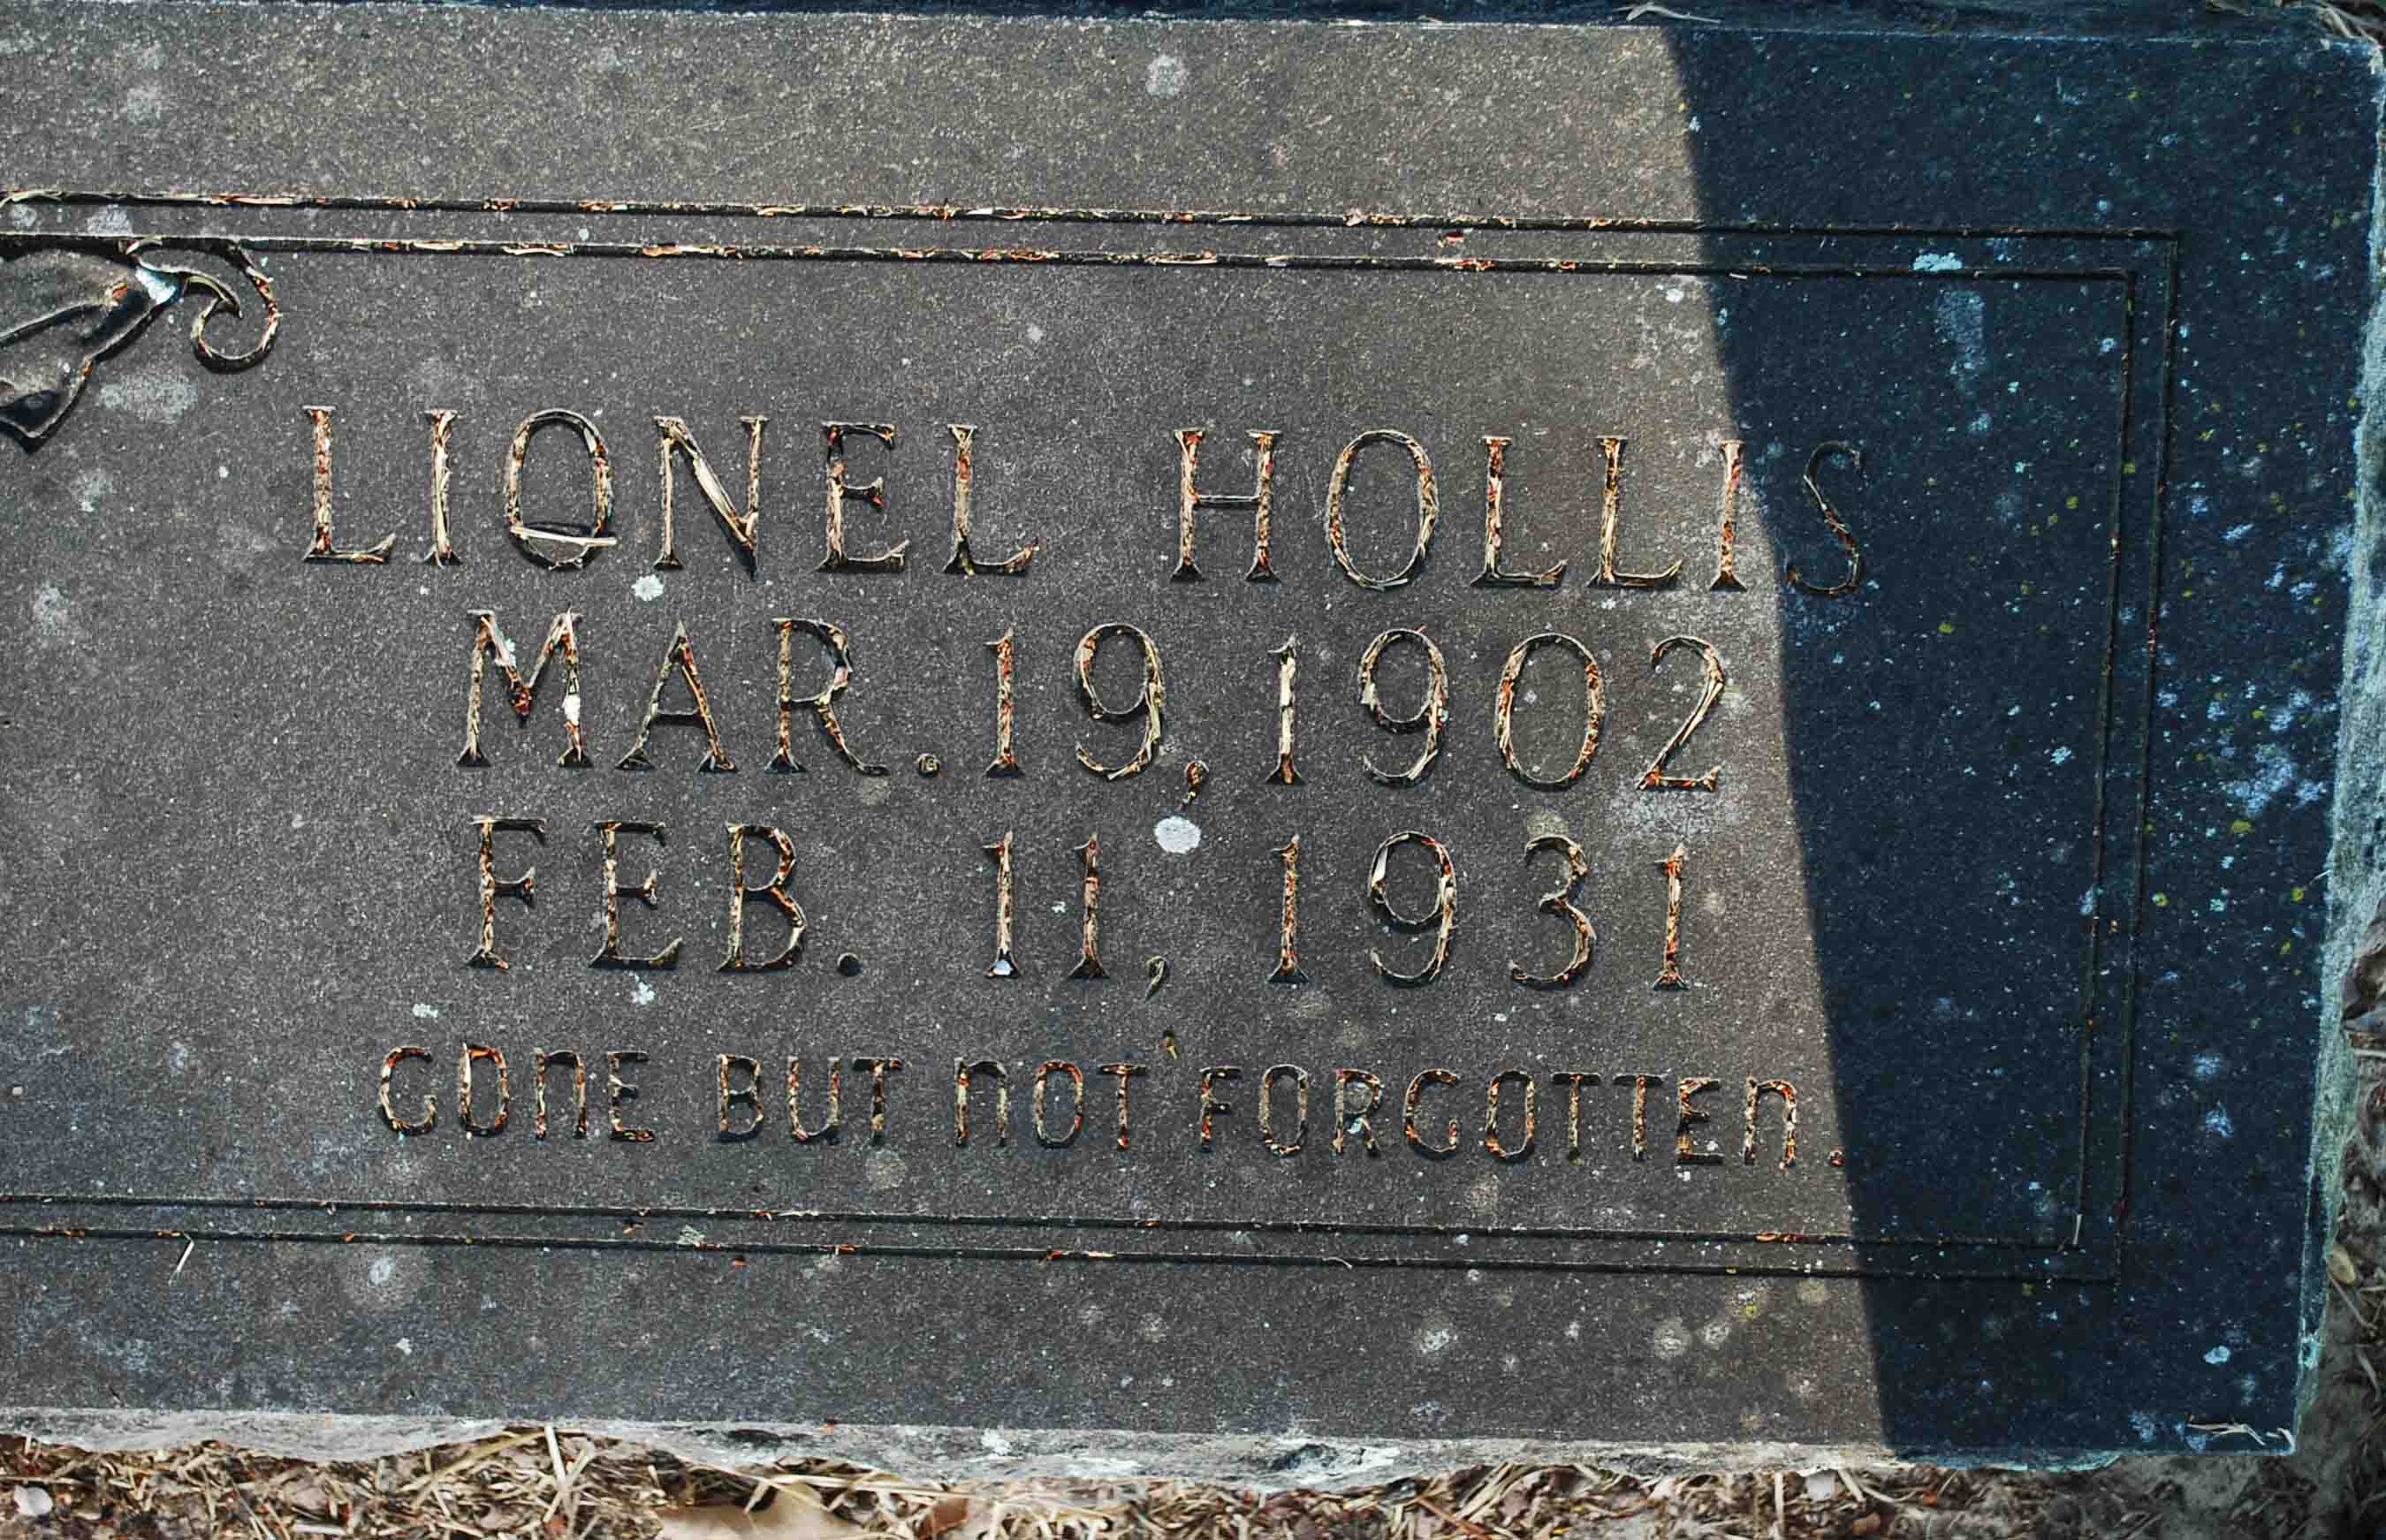 LIONEL HOLLIS
MAR. 19, 1902
FEB. 11, 1931
GONE BUT NOT FORGOTTEN.